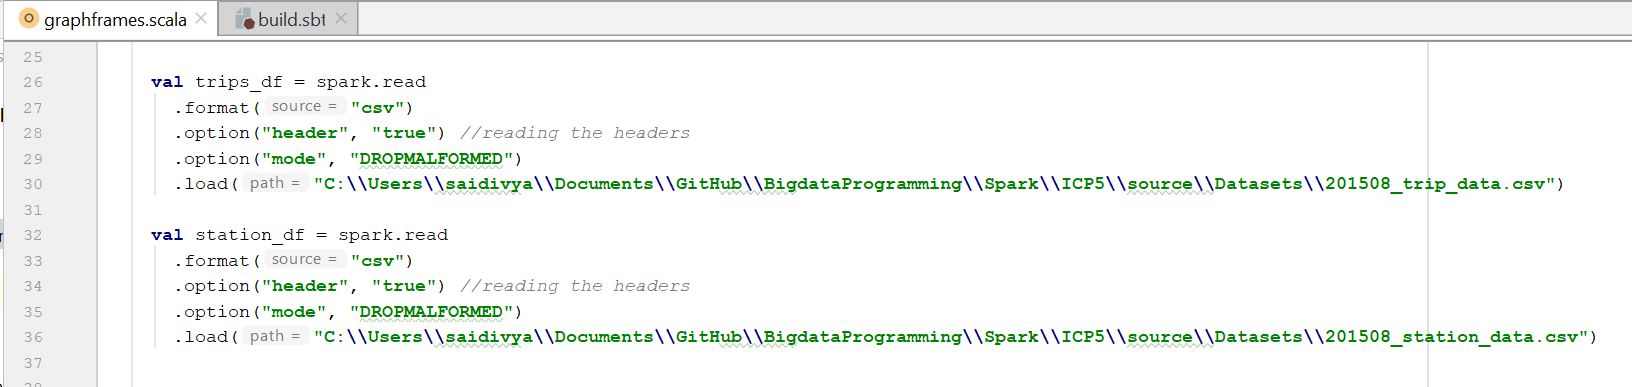 graphframes.scala
build.sbt
25
26 val trips_df = spark.read
27 .format( source = "csv")
28 .option("header", "true") //reading the headers
29 .option("mode", "DROPMALFORMED")
30 .load( path = "C:\\Users\\saidivya\\Documents\\GitHub\\BigdataProgramming\\Spark\\ICP5\\source\\Datasets\\201508_trip_data.csv")
31
32 val station_df = spark.read
33 .format( source = "csv")
34 .option("header", "true") //reading the headers
35 .option("mode", "DROPMALFORMED")
36 .load( path = "C:\\Users\\saidivya\\Documents\\GitHub\\BigdataProgramming\\Spark\\ICP5\\source\\Datasets\\201508_station_data.csv")
37